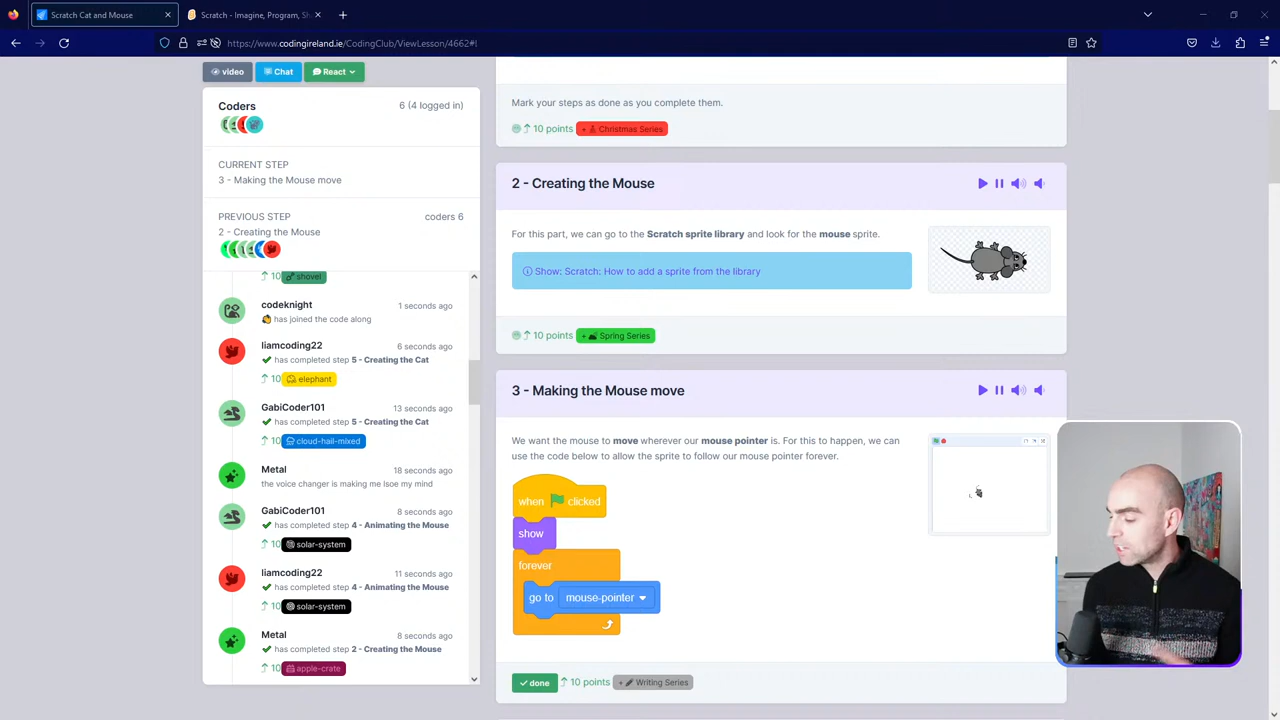 Scratch Cat and Mouse
Scratch - Imagine, Program, Sh
https://www.codingireland.ie/CodingClub/ViewLesson/4662#!
video
Chat
React
Coders
6 (4 logged in)
CURRENT STEP
3 - Making the Mouse move
PREVIOUS STEP
coders 6
2 - Creating the Mouse
10 shovel
codeknight
1 seconds ago
has joined the code along
liamcoding22
6 seconds ago
has completed step 5 - Creating the Cat
10 elephant
GabiCoder101
13 seconds ago
has completed step 5 - Creating the Cat
10 cloud-hail-mixed
Metal
18 seconds ago
the voice changer is making me lsoe my mind
GabiCoder101
8 seconds ago
has completed step 4 - Animating the Mouse
10 solar-system
liamcoding22
11 seconds ago
has completed step 4 - Animating the Mouse
10 solar-system
Metal
8 seconds ago
has completed step 2 - Creating the Mouse
10 apple-crate
Mark your steps as done as you complete them.
10 points + Christmas Series
2 - Creating the Mouse
For this part, we can go to the Scratch sprite library and look for the mouse sprite.
Show: Scratch: How to add a sprite from the library
10 points + Spring Series
3 - Making the Mouse move
We want the mouse to move wherever our mouse pointer is. For this to happen, we can
use the code below to allow the sprite to follow our mouse pointer forever.
when clicked
show
forever
go to mouse-pointer
done 10 points + Writing Series